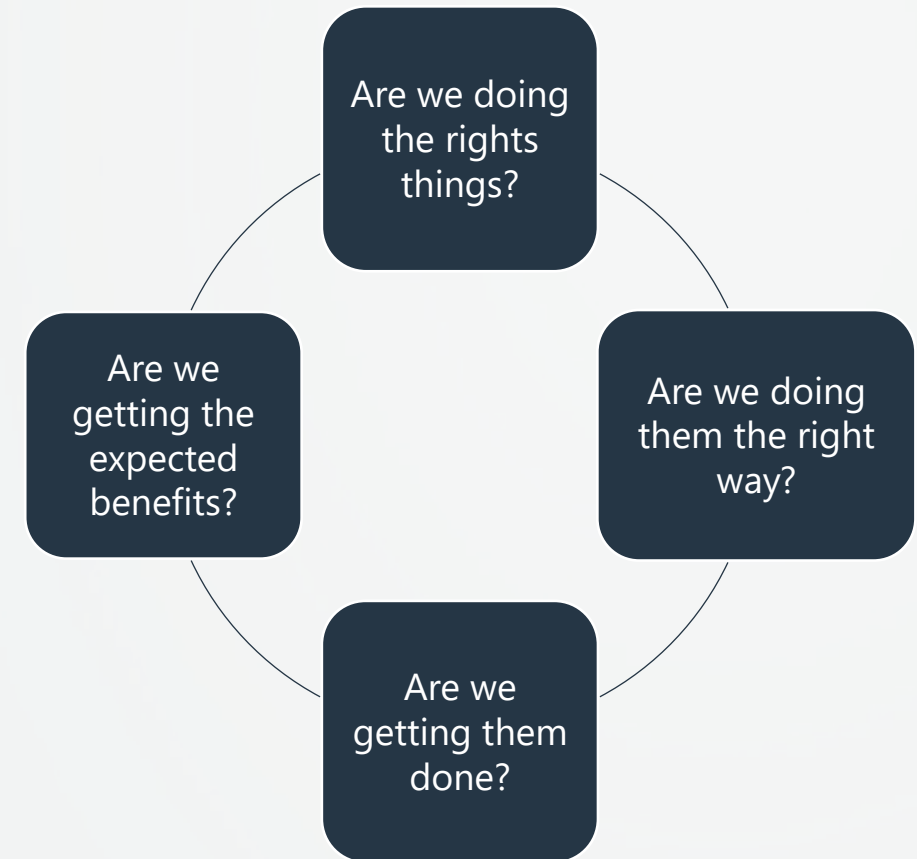 Are we doing
the rights
things?
Are we doing
them the right
way?
Are we
getting them
done?
Are we
getting the
expected
benefits?